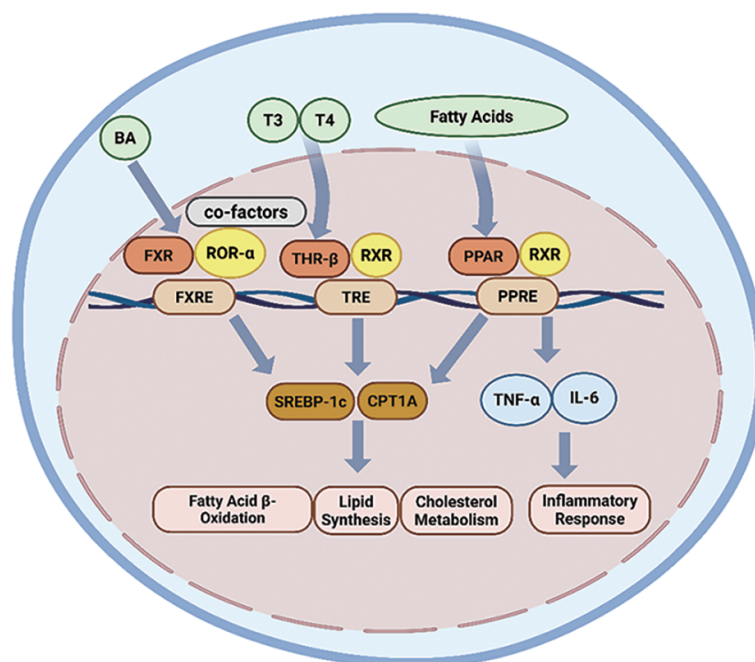 BA
T3
T4
Fatty Acids
co-factors
FXR
ROR-α
THR-β
RXR
PPAR
RXR
FXRE
TRE
PPRE
SREBP-1c
CPT1A
TNF-α
IL-6
Fatty Acid β-
Oxidation
Lipid
Synthesis
Cholesterol
Metabolism
Inflammatory
Response